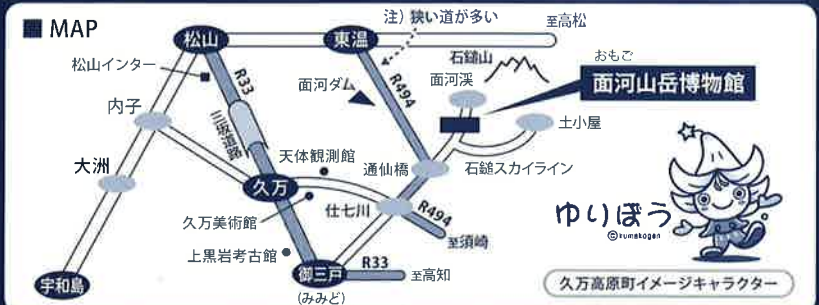 ■ MAP
注）狭い道が多い
至高松
松山
東温
松山インター
R33
三坂道路
面河ダム
R494
石鎚山
面河渓
おもご
面河山岳博物館
土小屋
内子
大洲
天体観測館
通仙橋
石鎚スカイライン
久万
久万美術館
仕七川
R494
至須崎
上黒岩考古館
御三戸
(みみど)
R33
至高知
宇和島
ゆりぼう
©kumakogen
久万高原町イメージキャラクター